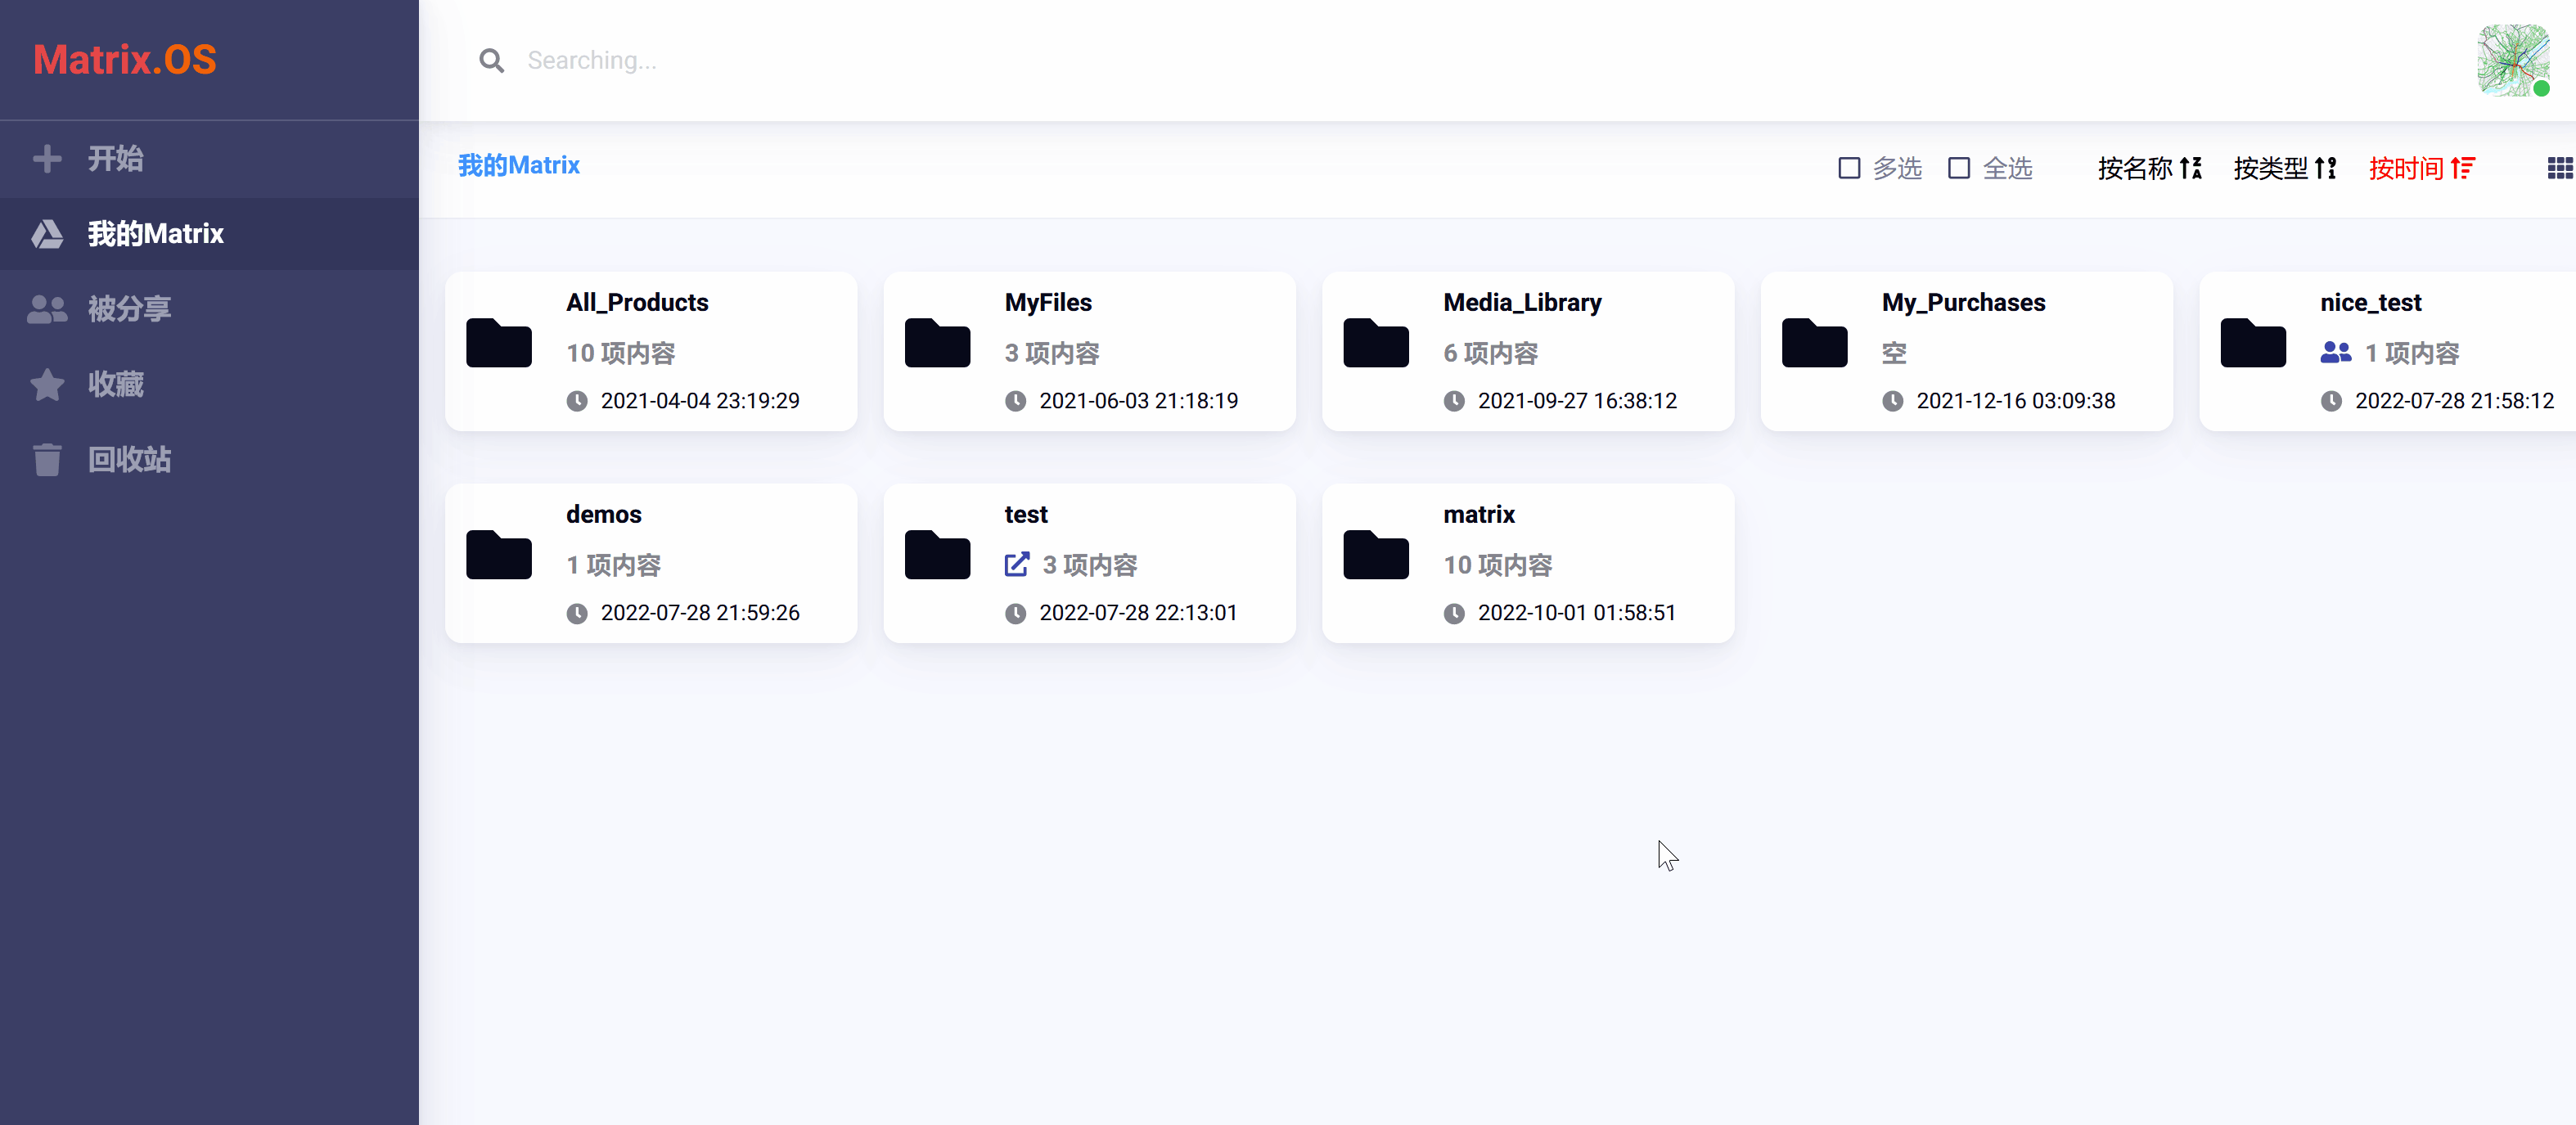 Matrix.OS
开始
我的Matrix
被分享
收藏
回收站
Searching...
我的Matrix
多选 全选 按名称 按类型 按时间
All_Products
10 项内容
2021-04-04 23:19:29
MyFiles
3 项内容
2021-06-03 21:18:19
Media_Library
6 项内容
2021-09-27 16:38:12
My_Purchases
空
2021-12-16 03:09:38
nice_test
1 项内容
2022-07-28 21:58:12
demos
1 项内容
2022-07-28 21:59:26
test
3 项内容
2022-07-28 22:13:01
matrix
10 项内容
2022-10-01 01:58:51